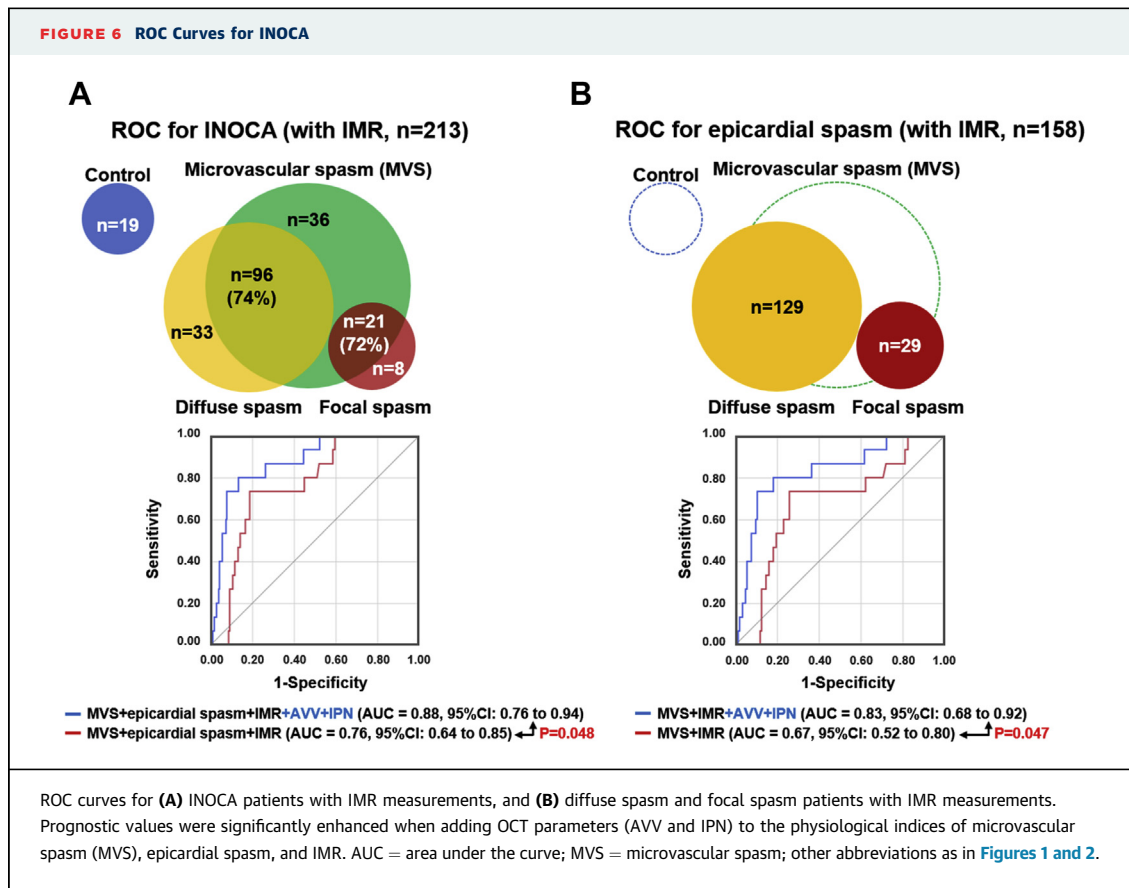 FIGURE 6 ROC Curves for INOCA
A
ROC for INOCA (with IMR, n=213)
Control
Microvascular spasm (MVS)
n=19
n=36
n=96
(74%)
n=33
n=21
(72%)
n=8
Diffuse spasm
Focal spasm
1.00
0.80
0.60
0.40
0.20
0.00
Sensitivity
0.00 0.20 0.40 0.60 0.80 1.00
1-Specificity
MVS+epicardial spasm+IMR+AVV+IPN (AUC = 0.88, 95%CI: 0.76 to 0.94)
MVS+epicardial spasm+IMR (AUC = 0.76, 95%CI: 0.64 to 0.85) P=0.048
B
ROC for epicardial spasm (with IMR, n=158)
Control
Microvascular spasm (MVS)
n=129
n=29
Diffuse spasm
Focal spasm
1.00
0.80
0.60
0.40
0.20
0.00
Sensitivity
0.00 0.20 0.40 0.60 0.80 1.00
1-Specificity
MVS+IMR+AVV+IPN (AUC = 0.83, 95%CI: 0.68 to 0.92)
MVS+IMR (AUC = 0.67, 95%CI: 0.52 to 0.80) P=0.047
ROC curves for (A) INOCA patients with IMR measurements, and (B) diffuse spasm and focal spasm patients with IMR measurements.
Prognostic values were significantly enhanced when adding OCT parameters (AVV and IPN) to the physiological indices of microvascular
spasm (MVS), epicardial spasm, and IMR. AUC = area under the curve; MVS = microvascular spasm; other abbreviations as in Figures 1 and 2.